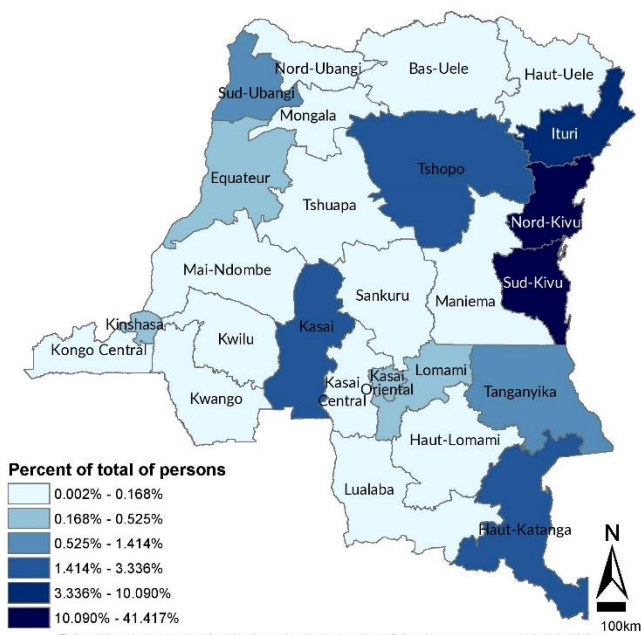 Nord-Ubangi
Bas-Uele
Haut-Uele
Sud-Ubangi
Mongala
Ituri
Tshopo
Equateur
Tshuapa
Nord-Kivu
Mai-Ndombe
Sankuru
Maniema
Sud-Kivu
Kinshasa
Kongo Central
Kwilu
Kasai
Kwango
Kasai
Central
Kasai
Oriental
Lomami
Tanganyika
Haut-Lomami
Lualaba
Haut-Katanga
Percent of total of persons
0.002% - 0.168%
0.168% - 0.525%
0.525% - 1.414%
1.414% - 3.336%
3.336% - 10.090%
10.090% - 41.417%
N
100km